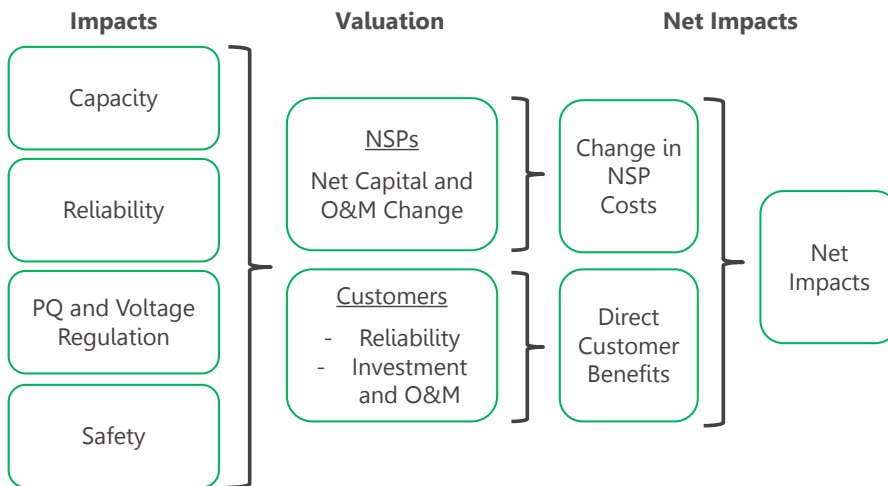 Impacts
Valuation
Net Impacts
Capacity
Reliability
PQ and Voltage
Regulation
Safety
NSPs
Net Capital and
O&M Change
Customers
- Reliability
- Investment
and O&M
Change in
NSP
Costs
Direct
Customer
Benefits
Net
Impacts